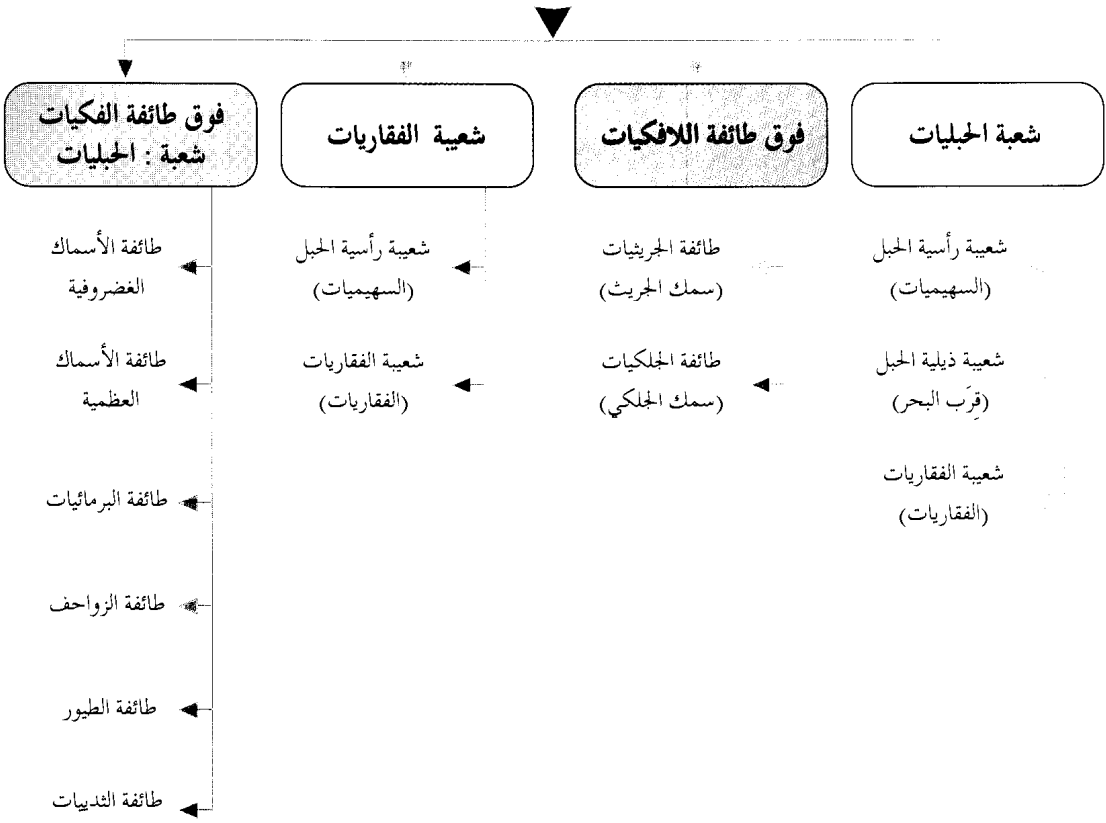 شعبة الحبليات
شعيبة رأسية الحبل
(السهيميات)
شعيبة ذيلية الحبل
(قِرَب البحر)
شعيبة الفقاريات
(الفقاريات)
فوق طائفة اللافكيات
طائفة الجريثيات
(سمك الجريث)
طائفة الجلكيات
(سمك الجلكي)
شعيبة الفقاريات
شعيبة رأسية الحبل
(السهيميات)
شعيبة الفقاريات
(الفقاريات)
فوق طائفة الفكيات
شعبة : الحبليات
طائفة الأسماك
الغضروفية
طائفة الأسماك
العظمية
طائفة البرمائيات
طائفة الزواحف
طائفة الطيور
طائفة الثدييات